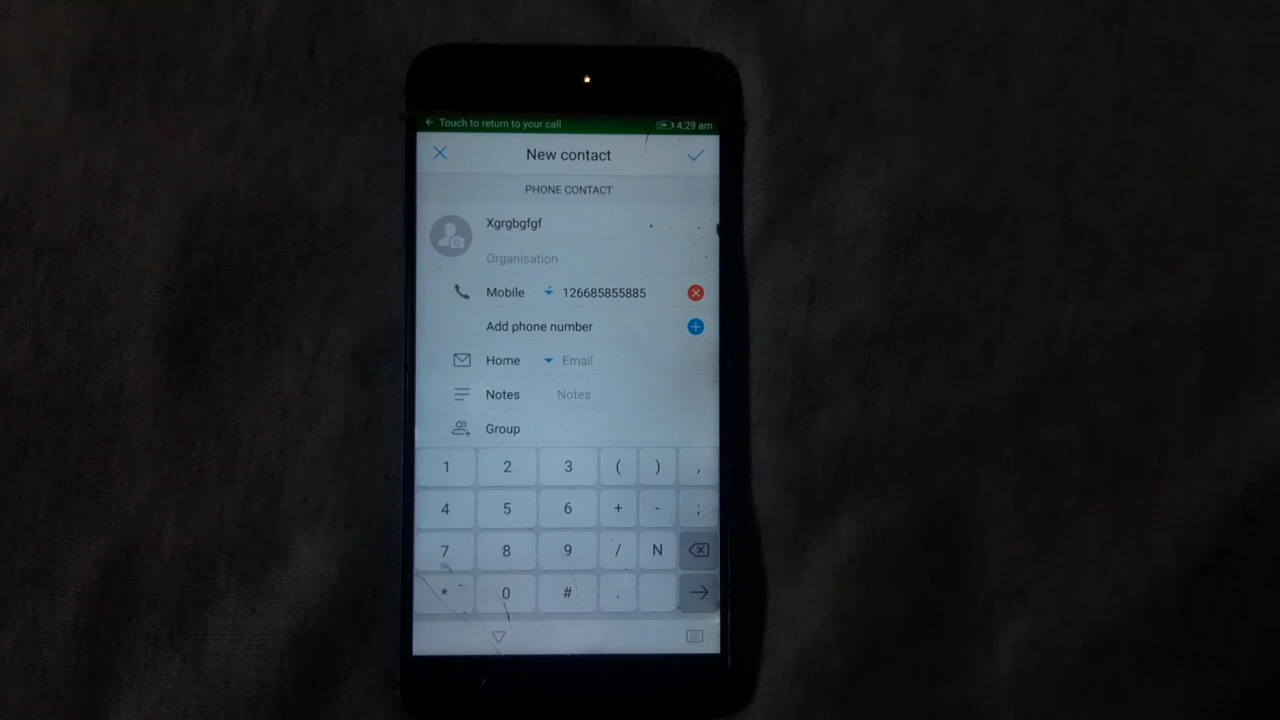 ← Touch to return to your call 4:29 am
New contact
PHONE CONTACT
Xgrgbgfgf
Organisation
Mobile 126685855885
Add phone number
Home Email
Notes Notes
Group
1 2 3 ( ) ,
4 5 6 + - ;
7 8 9 / N
* 0 # .